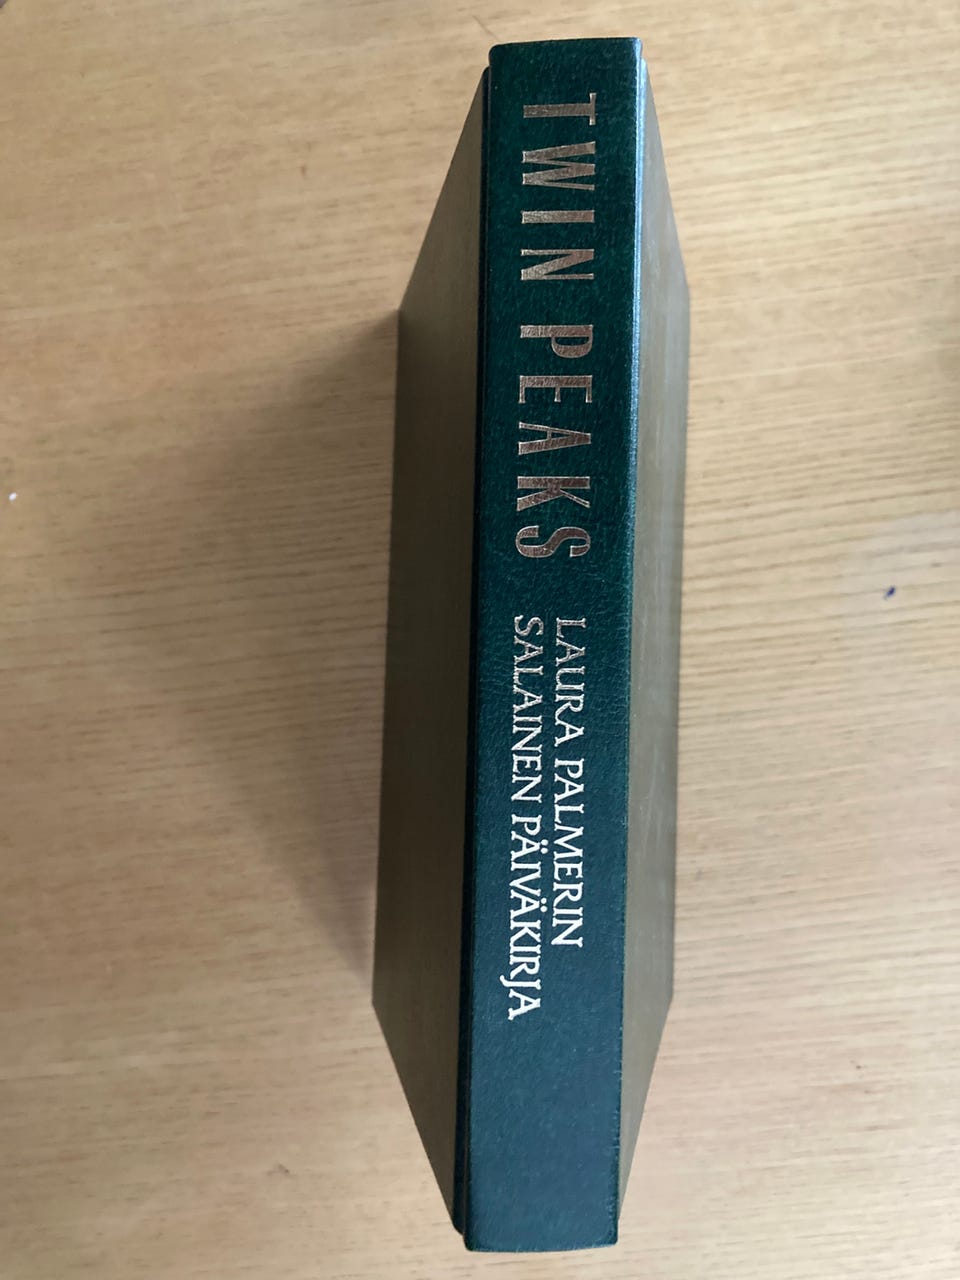 TWIN PEAKS
LAURA PALMERIN
SALAINEN PÄIVÄKIRJA